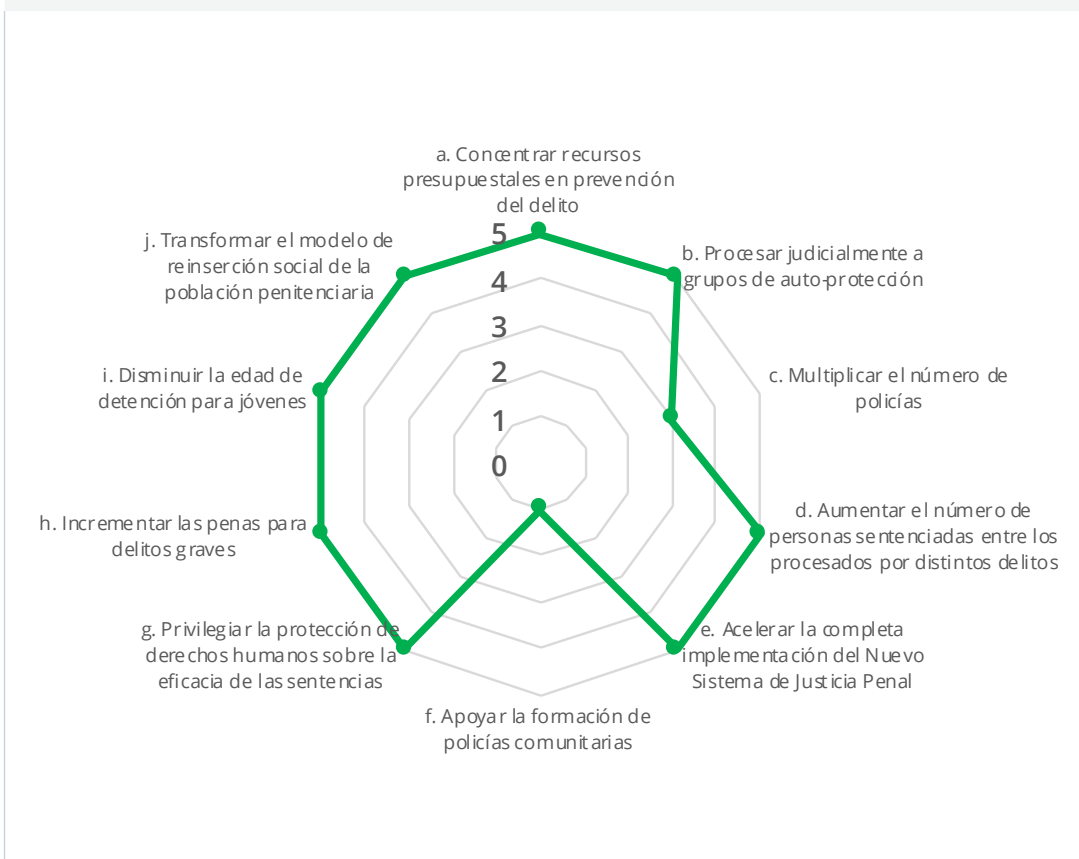 a. Concentrar recursos
presupuestales en prevención
del delito
b. Procesar judicialmente a
grupos de auto-protección
c. Multiplicar el número de
policías
d. Aumentar el número de
personas sentenciadas entre los
procesados por distintos delitos
e. Acelerar la completa
implementación del Nuevo
Sistema de Justicia Penal
f. Apoyar la formación de
policías comunitarias
g. Privilegiar la protección de
derechos humanos sobre la
eficacia de las sentencias
h. Incrementar las penas para
delitos graves
i. Disminuir la edad de
detención para jóvenes
j. Transformar el modelo de
reinserción social de la
población penitenciaria
5
4
3
2
1
0